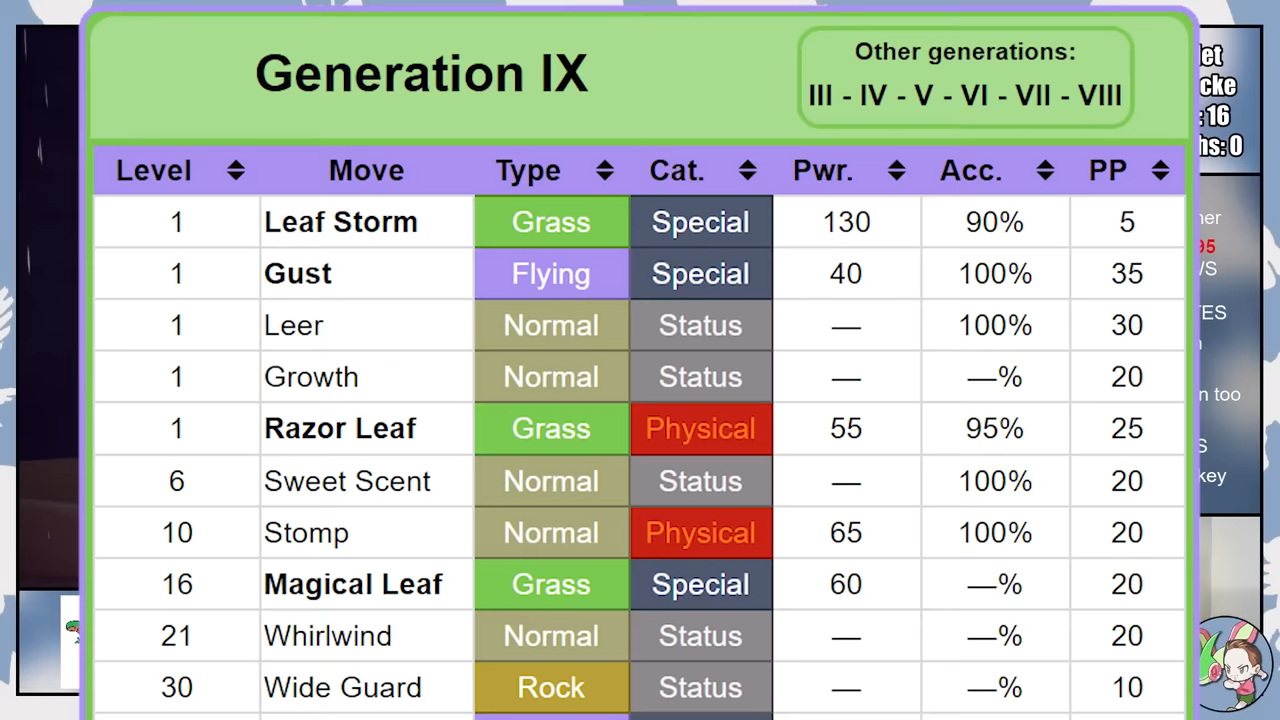 Generation IX
Other generations:
III - IV - V - VI - VII - VIII
Level Move Type Cat. Pwr. Acc. PP
1 Leaf Storm Grass Special 130 90% 5
1 Gust Flying Special 40 100% 35
1 Leer Normal Status — 100% 30
1 Growth Normal Status — —% 20
1 Razor Leaf Grass Physical 55 95% 25
6 Sweet Scent Normal Status — 100% 20
10 Stomp Normal Physical 65 100% 20
16 Magical Leaf Grass Special 60 —% 20
21 Whirlwind Normal Status — —% 20
30 Wide Guard Rock Status — —% 10
: 16
: 0
too